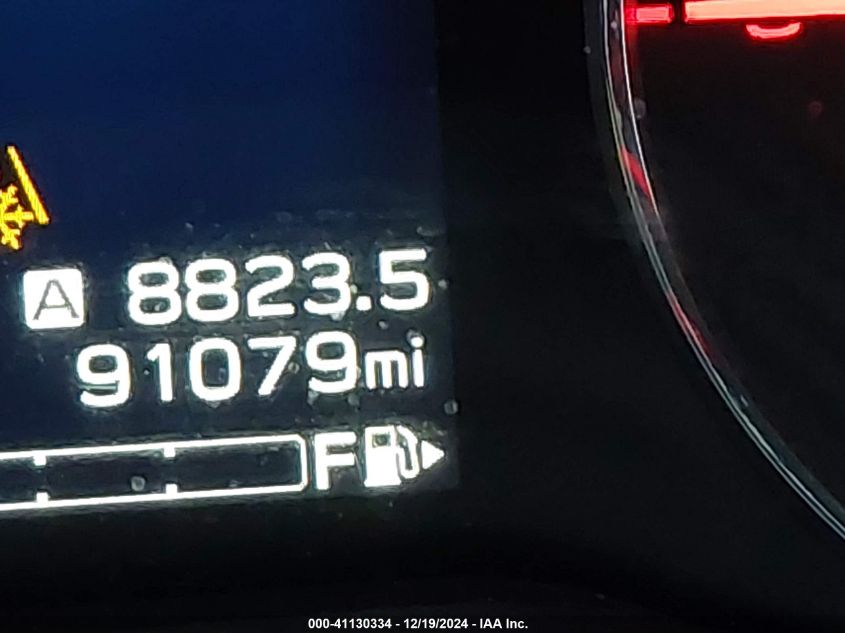 A 8823.5
91079mi
F
000-41130334 - 12/19/2024 - IAA Inc.